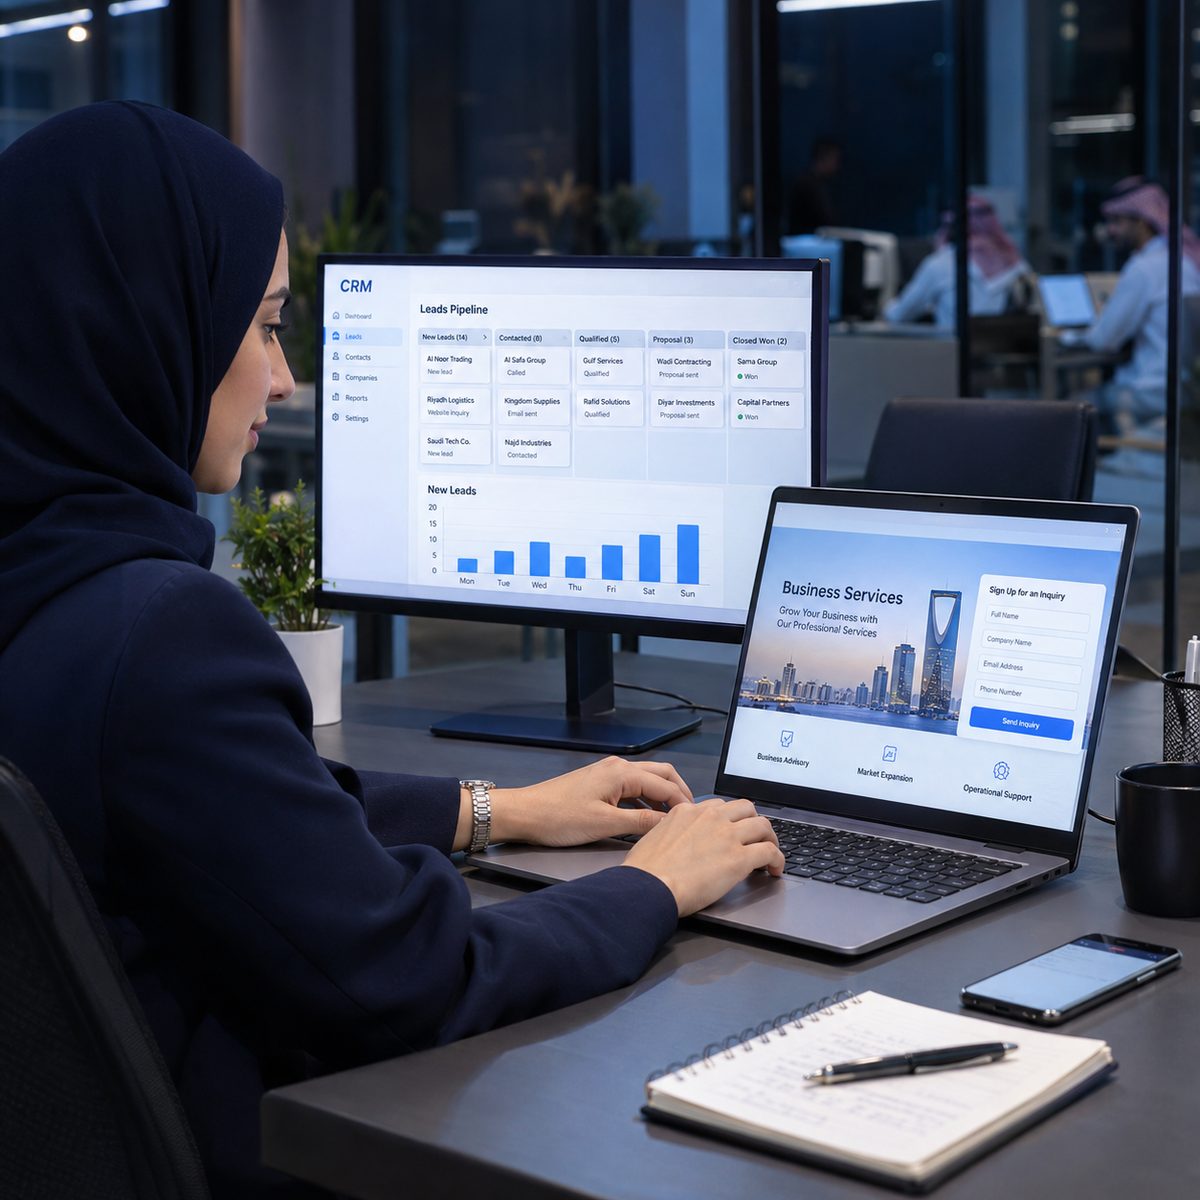 CRM
Dashboard
Leads
Contacts
Companies
Reports
Settings
Leads Pipeline
New Leads (14) >
Contacted (8)
Qualified (5)
Proposal (3)
Closed Won (2)
Al Noor Trading
New lead
Al Safa Group
Called
Gulf Services
Qualified
Wadi Contracting
Proposal sent
Sama Group
Won
Riyadh Logistics
Website inquiry
Kingdom Supplies
Email sent
Rafid Solutions
Qualified
Diyar Investments
Proposal sent
Capital Partners
Won
Saudi Tech Co.
New lead
Najd Industries
Contacted
New Leads
20
15
10
5
0
Mon Tue Wed Thu Fri Sat Sun
Business Services
Grow Your Business with
Our Professional Services
Sign Up for an Inquiry
Full Name
Company Name
Email Address
Phone Number
Send Inquiry
Business Advisory
Market Expansion
Operational Support